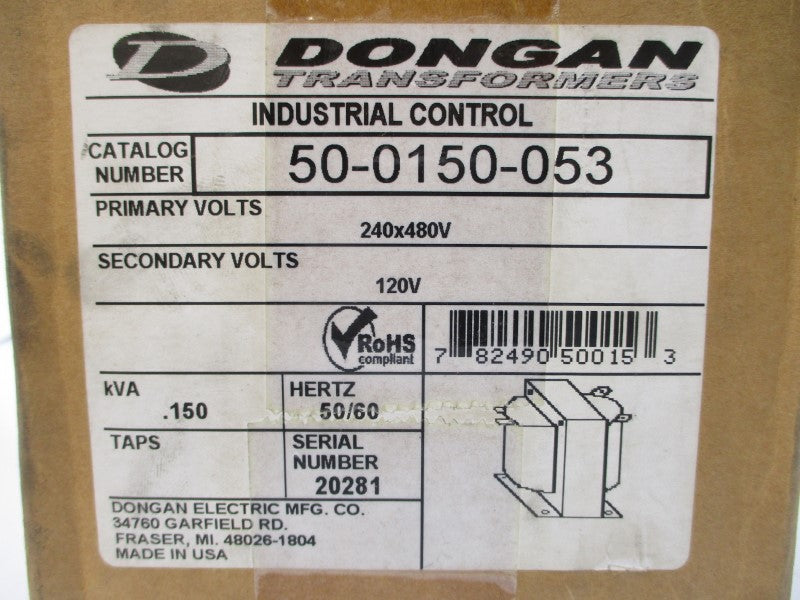 D DONGAN
TRANSFORMERS
INDUSTRIAL CONTROL
CATALOG
NUMBER
50-0150-053
PRIMARY VOLTS
240x480V
SECONDARY VOLTS
120V
RoHS
compliant
7 82490 50015 3
kVA
.150
HERTZ
50/60
TAPS
SERIAL
NUMBER
20281
DONGAN ELECTRIC MFG. CO.
34760 GARFIELD RD.
FRASER, MI. 48026-1804
MADE IN USA